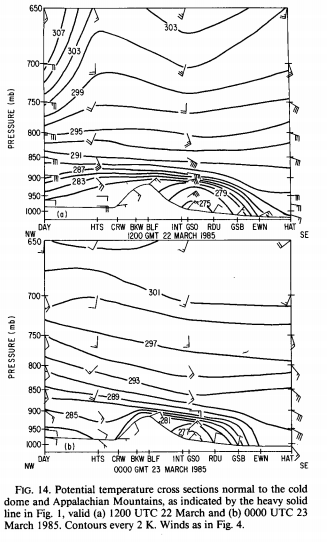 650
307
303
303
700
299
750
295
800
291
850
287
283
900
279
950
275
1000
(a)
PRESSURE (mb)
DAY HTS CRW BKW BLF INT GSO RDU GSB EWN HAT
NW 1200 GMT 22 MARCH 1985 SE
650
301
700
297
750
293
800
289
850
285
900
281
950
1000
(b)
PRESSURE (mb)
DAY HTS CRW BKW BLF INT GSO RDU GSB EWN HAT
NW 0000 GMT 23 MARCH 1985 SE
FIG. 14. Potential temperature cross sections normal to the cold
dome and Appalachian Mountains, as indicated by the heavy solid
line in Fig. 1, valid (a) 1200 UTC 22 March and (b) 0000 UTC 23
March 1985. Contours every 2 K. Winds as in Fig. 4.